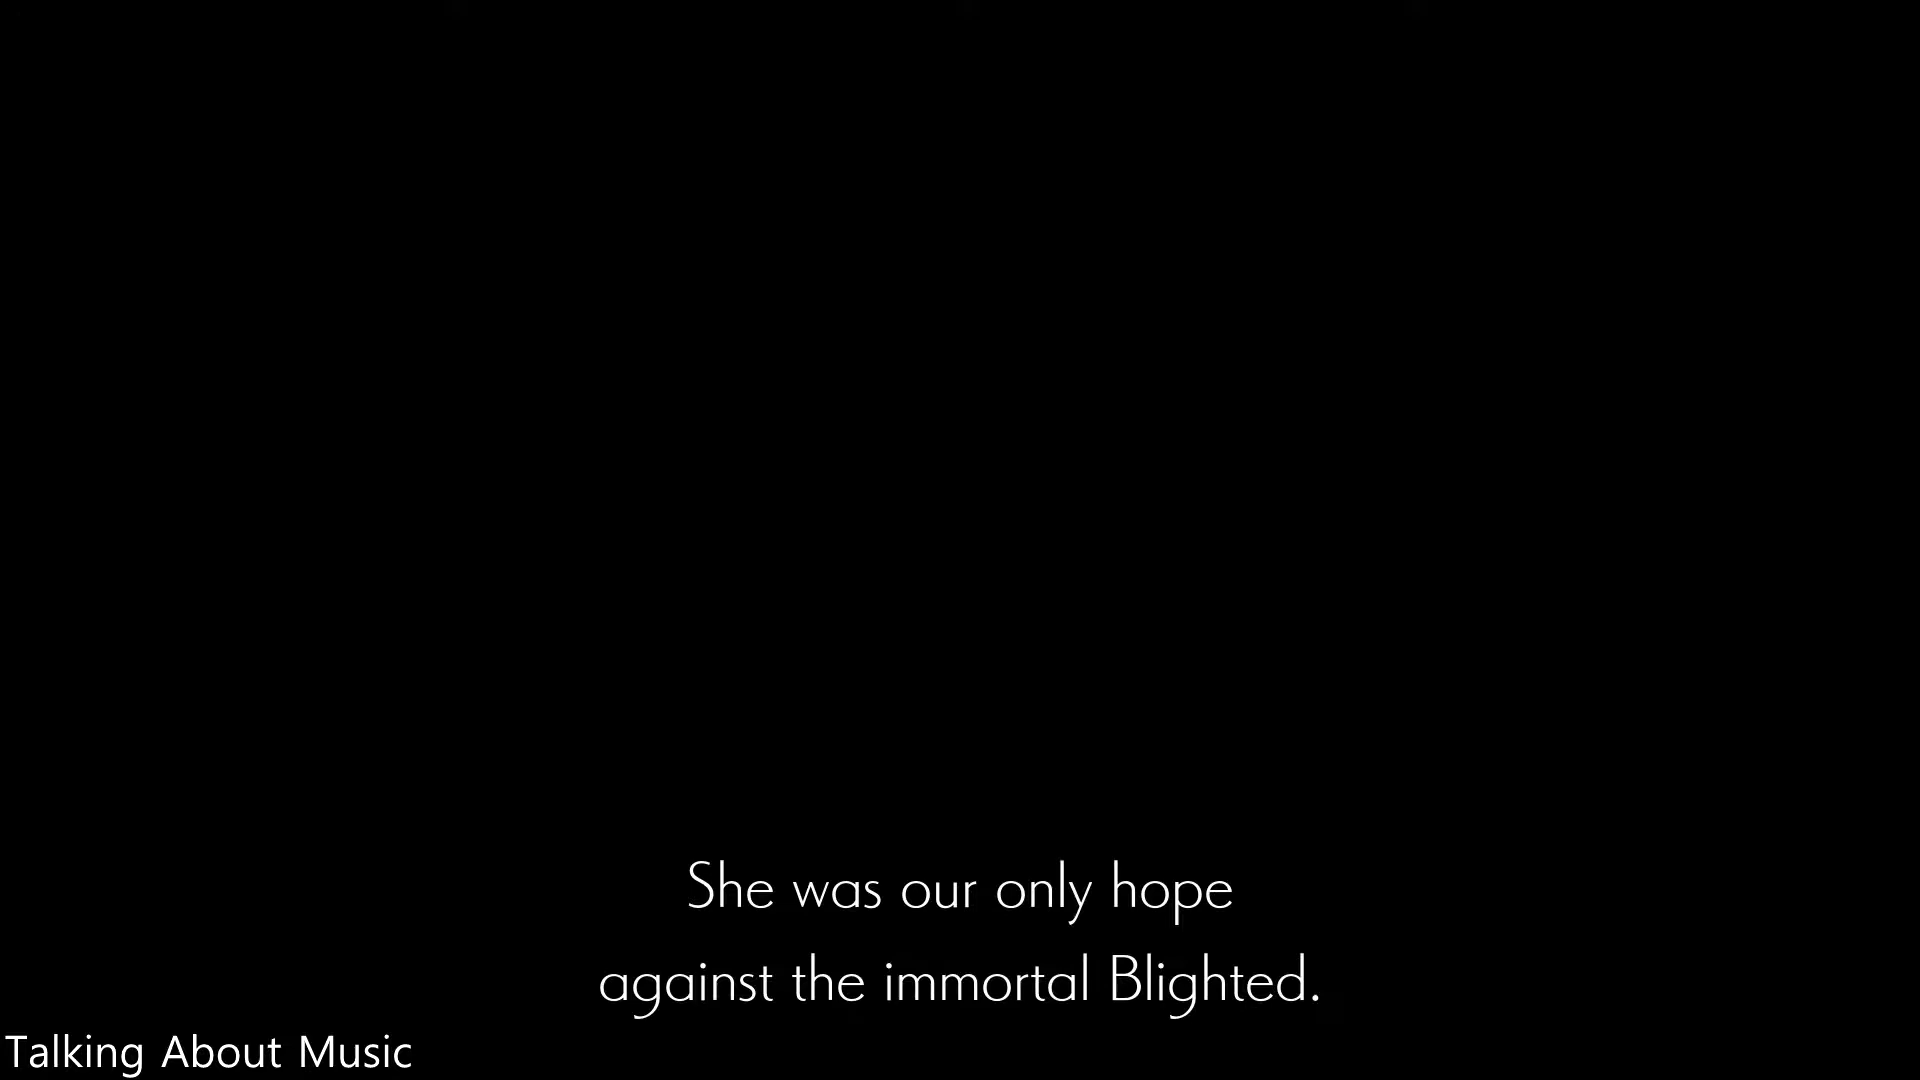 She was our only hope
against the immortal Blighted.
Talking About Music